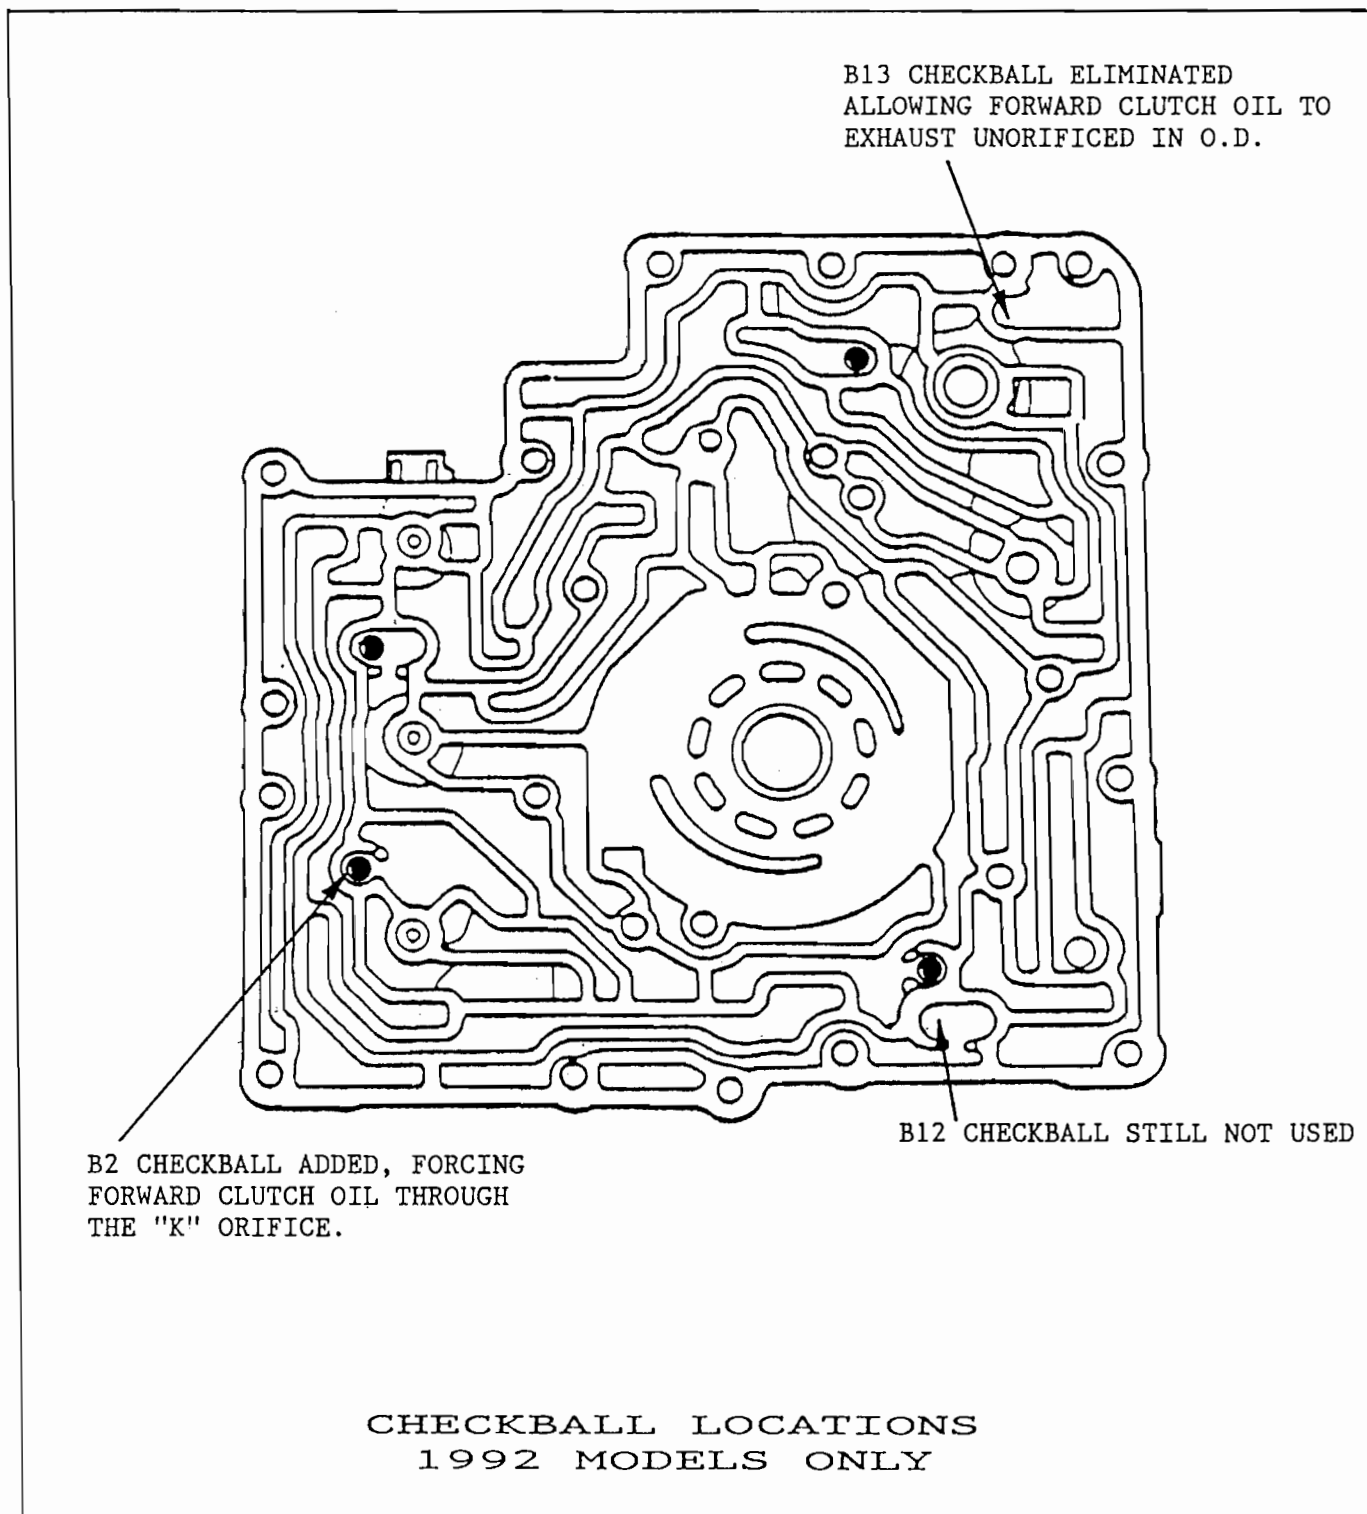 B13 CHECKBALL ELIMINATED
ALLOWING FORWARD CLUTCH OIL TO
EXHAUST UNORIFICED IN O.D.
B12 CHECKBALL STILL NOT USED
B2 CHECKBALL ADDED, FORCING
FORWARD CLUTCH OIL THROUGH
THE "K" ORIFICE.
CHECKBALL LOCATIONS
1992 MODELS ONLY